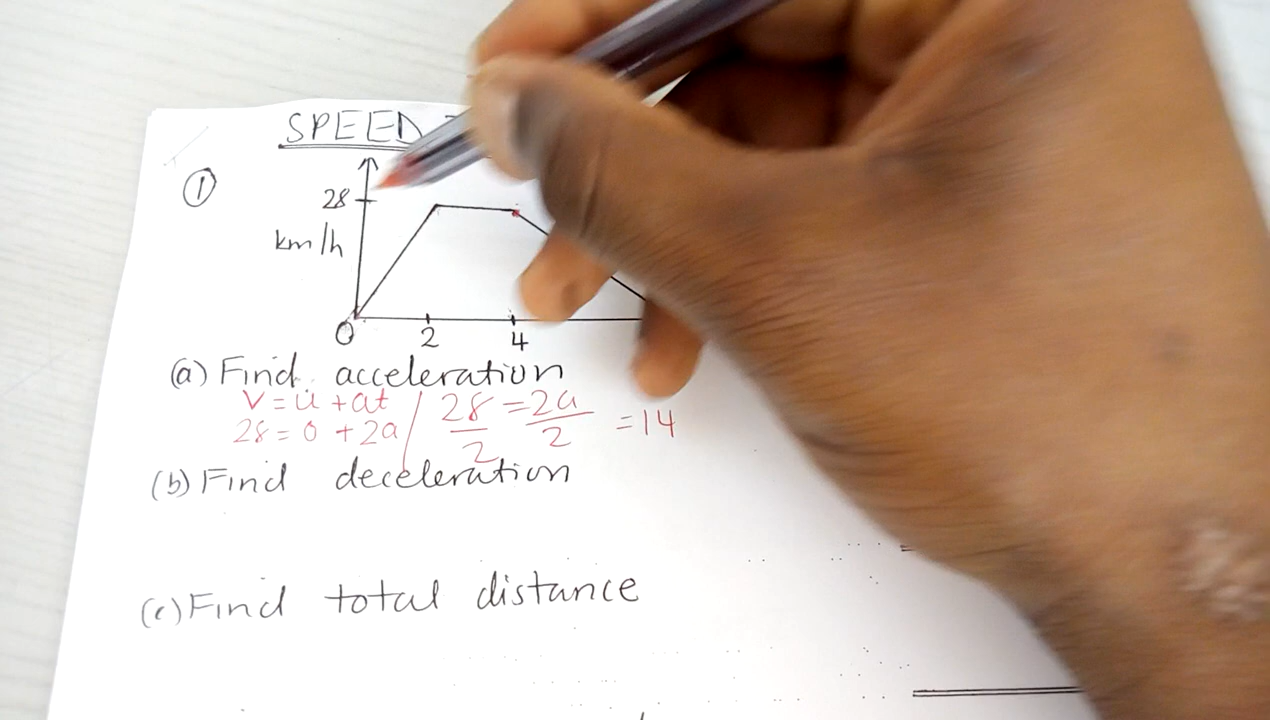 SPEED
①
28
km/h
0 2 4
(a) Find acceleration
V = u + at / 28/2 = 2a/2 = 14
28 = 0 + 2a
(b) Find deceleration
(c) Find total distance